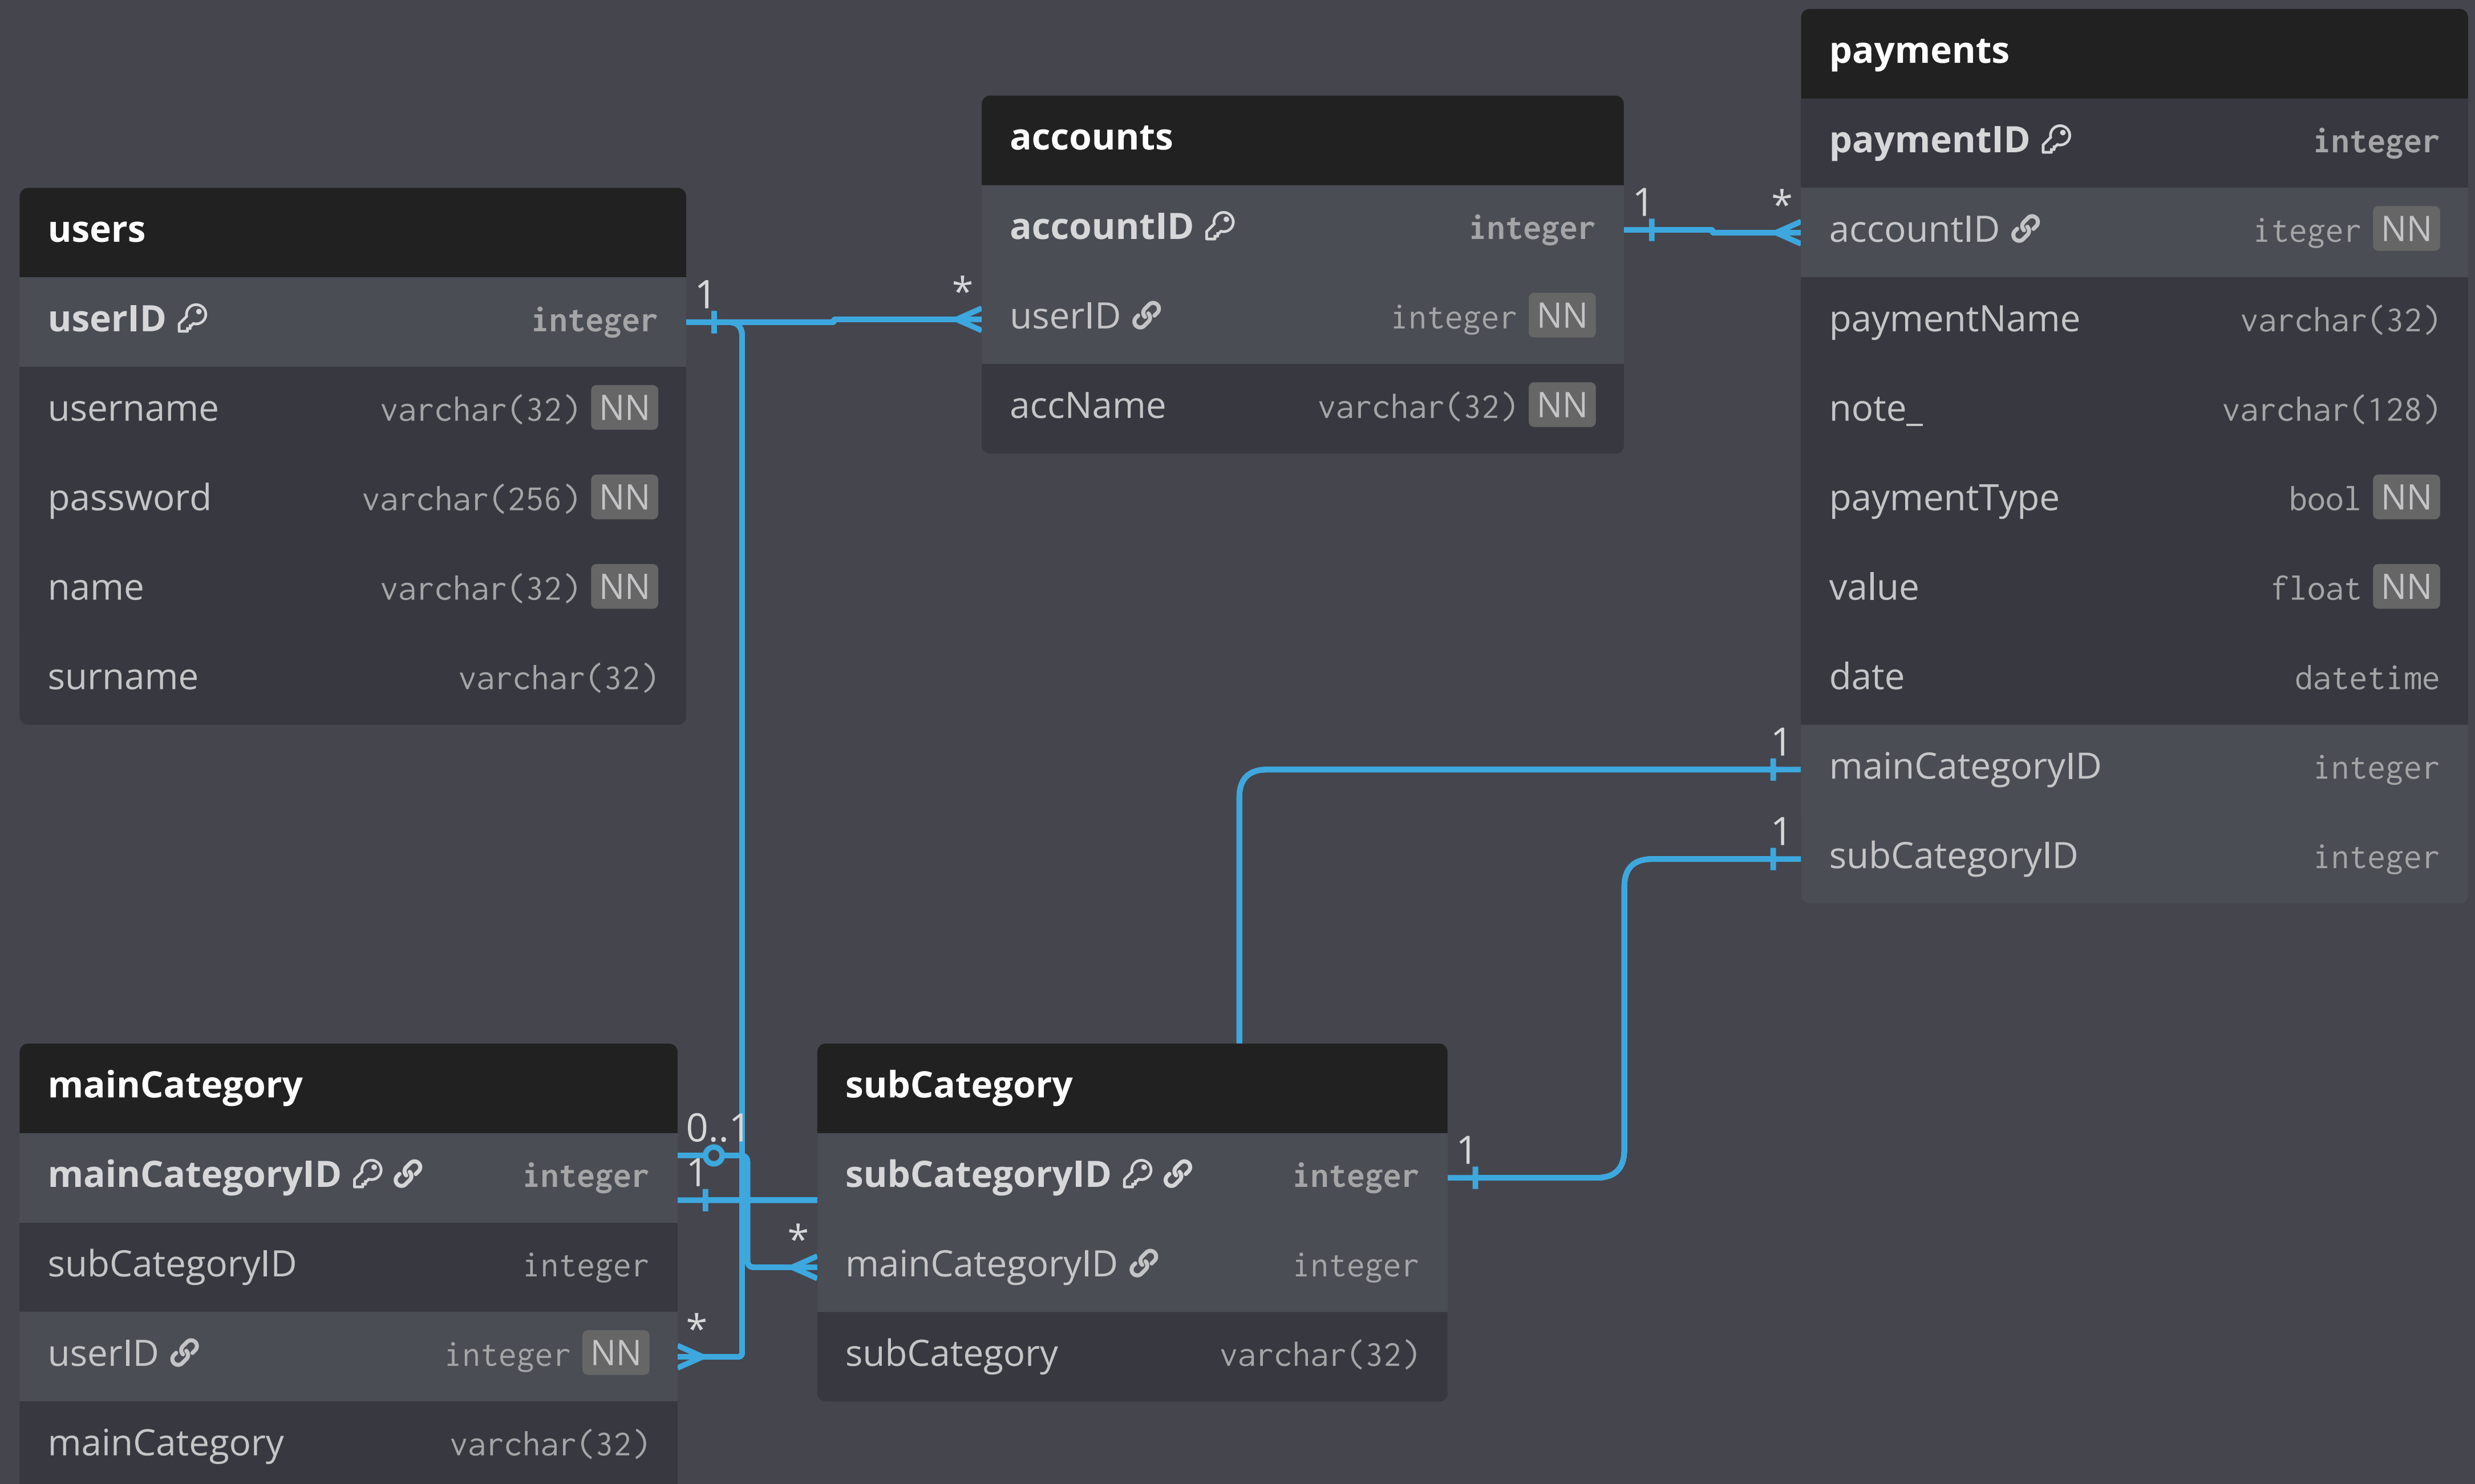 users
userID integer
username varchar(32) NN
password varchar(256) NN
name varchar(32) NN
surname varchar(32)
1
*
accounts
accountID integer
userID integer NN
accName varchar(32) NN
1
*
payments
paymentID integer
accountID iteger NN
paymentName varchar(32)
note_ varchar(128)
paymentType bool NN
value float NN
date datetime
mainCategoryID integer
subCategoryID integer
1
1
mainCategory
mainCategoryID integer
subCategoryID integer
userID integer NN
mainCategory varchar(32)
0..1
1
*
*
subCategory
subCategoryID integer
mainCategoryID integer
subCategory varchar(32)
1